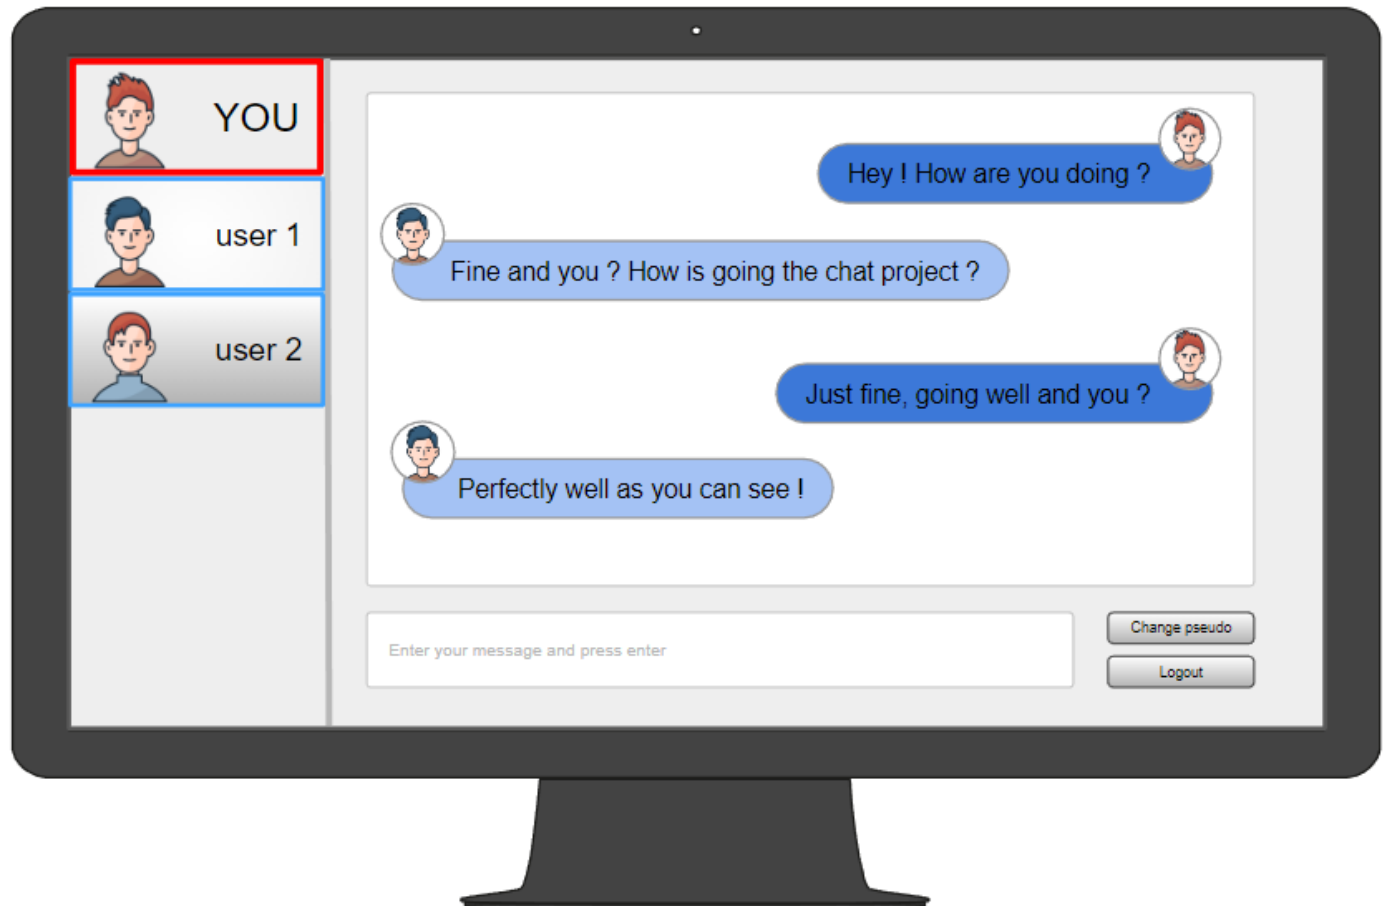 YOU
user 1
user 2
Hey ! How are you doing ?
Fine and you ? How is going the chat project ?
Just fine, going well and you ?
Perfectly well as you can see !
Enter your message and press enter
Change pseudo
Logout